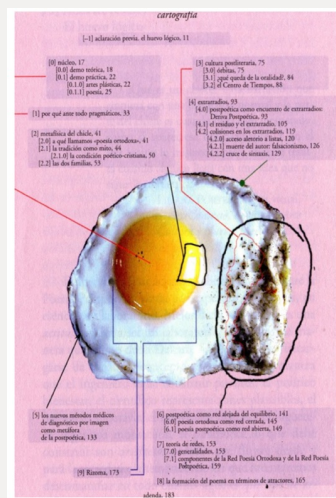 cartografía
[–1] aclaración previa. el huevo lógico, 11
[0] núcleo, 17
[0.0] demo teórica, 18
[0.1] demo práctica, 22
[0.1.0] artes plásticas, 22
[0.1.1] poesía, 25
[1] por qué ante todo pragmáticos, 33
[2] metafísica del chicle, 41
[2.0] a qué llamamos «poesía ortodoxa», 41
[2.1] la tradición como mito, 44
[2.1.0] la condición poético-cristiana, 50
[2.2] las dos familias, 53
[3] cultura posliteraria, 75
[3.0] órbitas, 75
[3.1] ¿qué queda de la realidad?, 84
[3.2] el Centro de Tiempos, 88
[4] extrarradios, 93
[4.0] postpoética como encuentro de extrarradios:
Deriva Postpoética, 93
[4.1] el residuo y el extrarradio, 105
[4.2] colisiones en los extrarradios, 119
[4.2.0] acceso aleatorio a listas, 120
[4.2.1] muerte del autor: falsacionismo, 126
[4.2.2] cruce de sintaxis, 129
[5] los nuevos métodos médicos
de diagnóstico por imagen
como metáfora
de la postpoética, 133
[6] postpoética como red alejada del equilibrio, 141
[6.0] poesía ortodoxa como red cerrada, 143
[6.1] poesía postpoética como red abierta, 149
[7] teoría de redes, 153
[7.0] generalidades, 153
[7.1] componentes de la Red Poesía Ortodoxa y de la Red Poesía
Postpoética, 159
[8] la formación del poema en términos de atractores, 165
[9] Rizoma, 173
adenda, 183